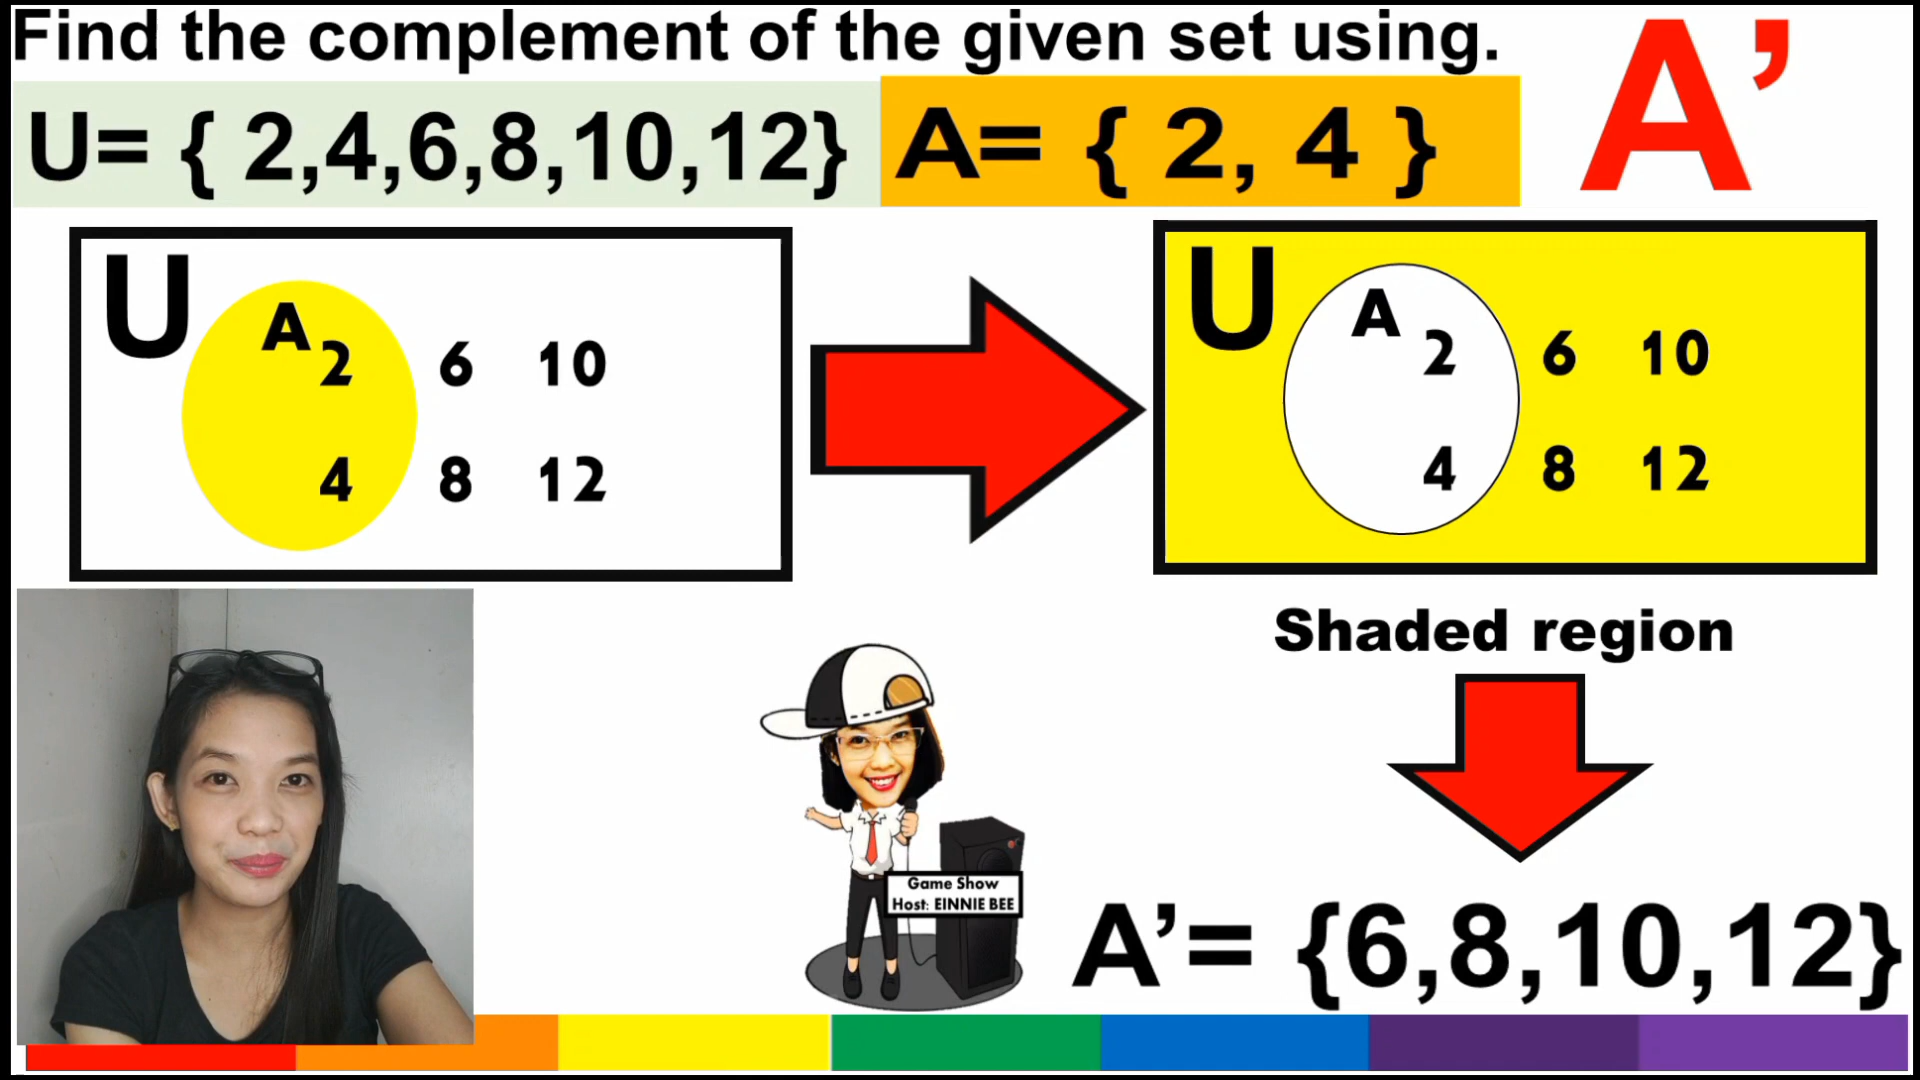 Find the complement of the given set using.
A’
U= { 2,4,6,8,10,12}
A= { 2, 4 }
U
A
2 6 10
4 8 12
U
A
2 6 10
4 8 12
Shaded region
Game Show
Host: EINNIE BEE
A’= {6,8,10,12}